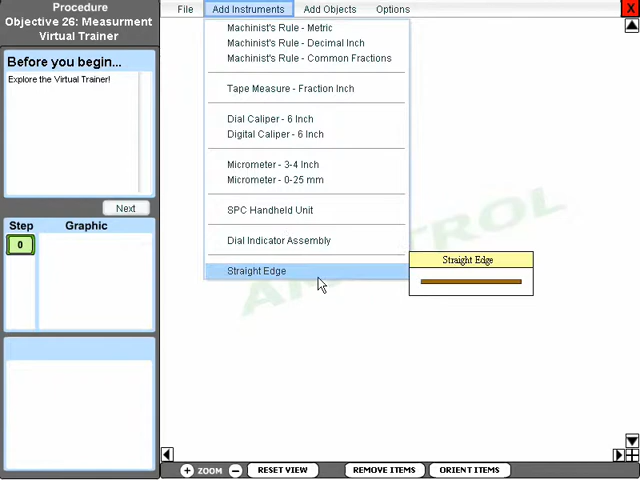 Procedure
Objective 26: Measurment
Virtual Trainer
Before you begin...
Explore the Virtual Trainer!
Next
Step Graphic
0
File Add Instruments Add Objects Options X
Machinist's Rule - Metric
Machinist's Rule - Decimal Inch
Machinist's Rule - Common Fractions
Tape Measure - Fraction Inch
Dial Caliper - 6 Inch
Digital Caliper - 6 Inch
Micrometer - 3-4 Inch
Micrometer - 0-25 mm
SPC Handheld Unit
Dial Indicator Assembly
Straight Edge
Straight Edge
AMATROL
+ ZOOM - RESET VIEW REMOVE ITEMS ORIENT ITEMS